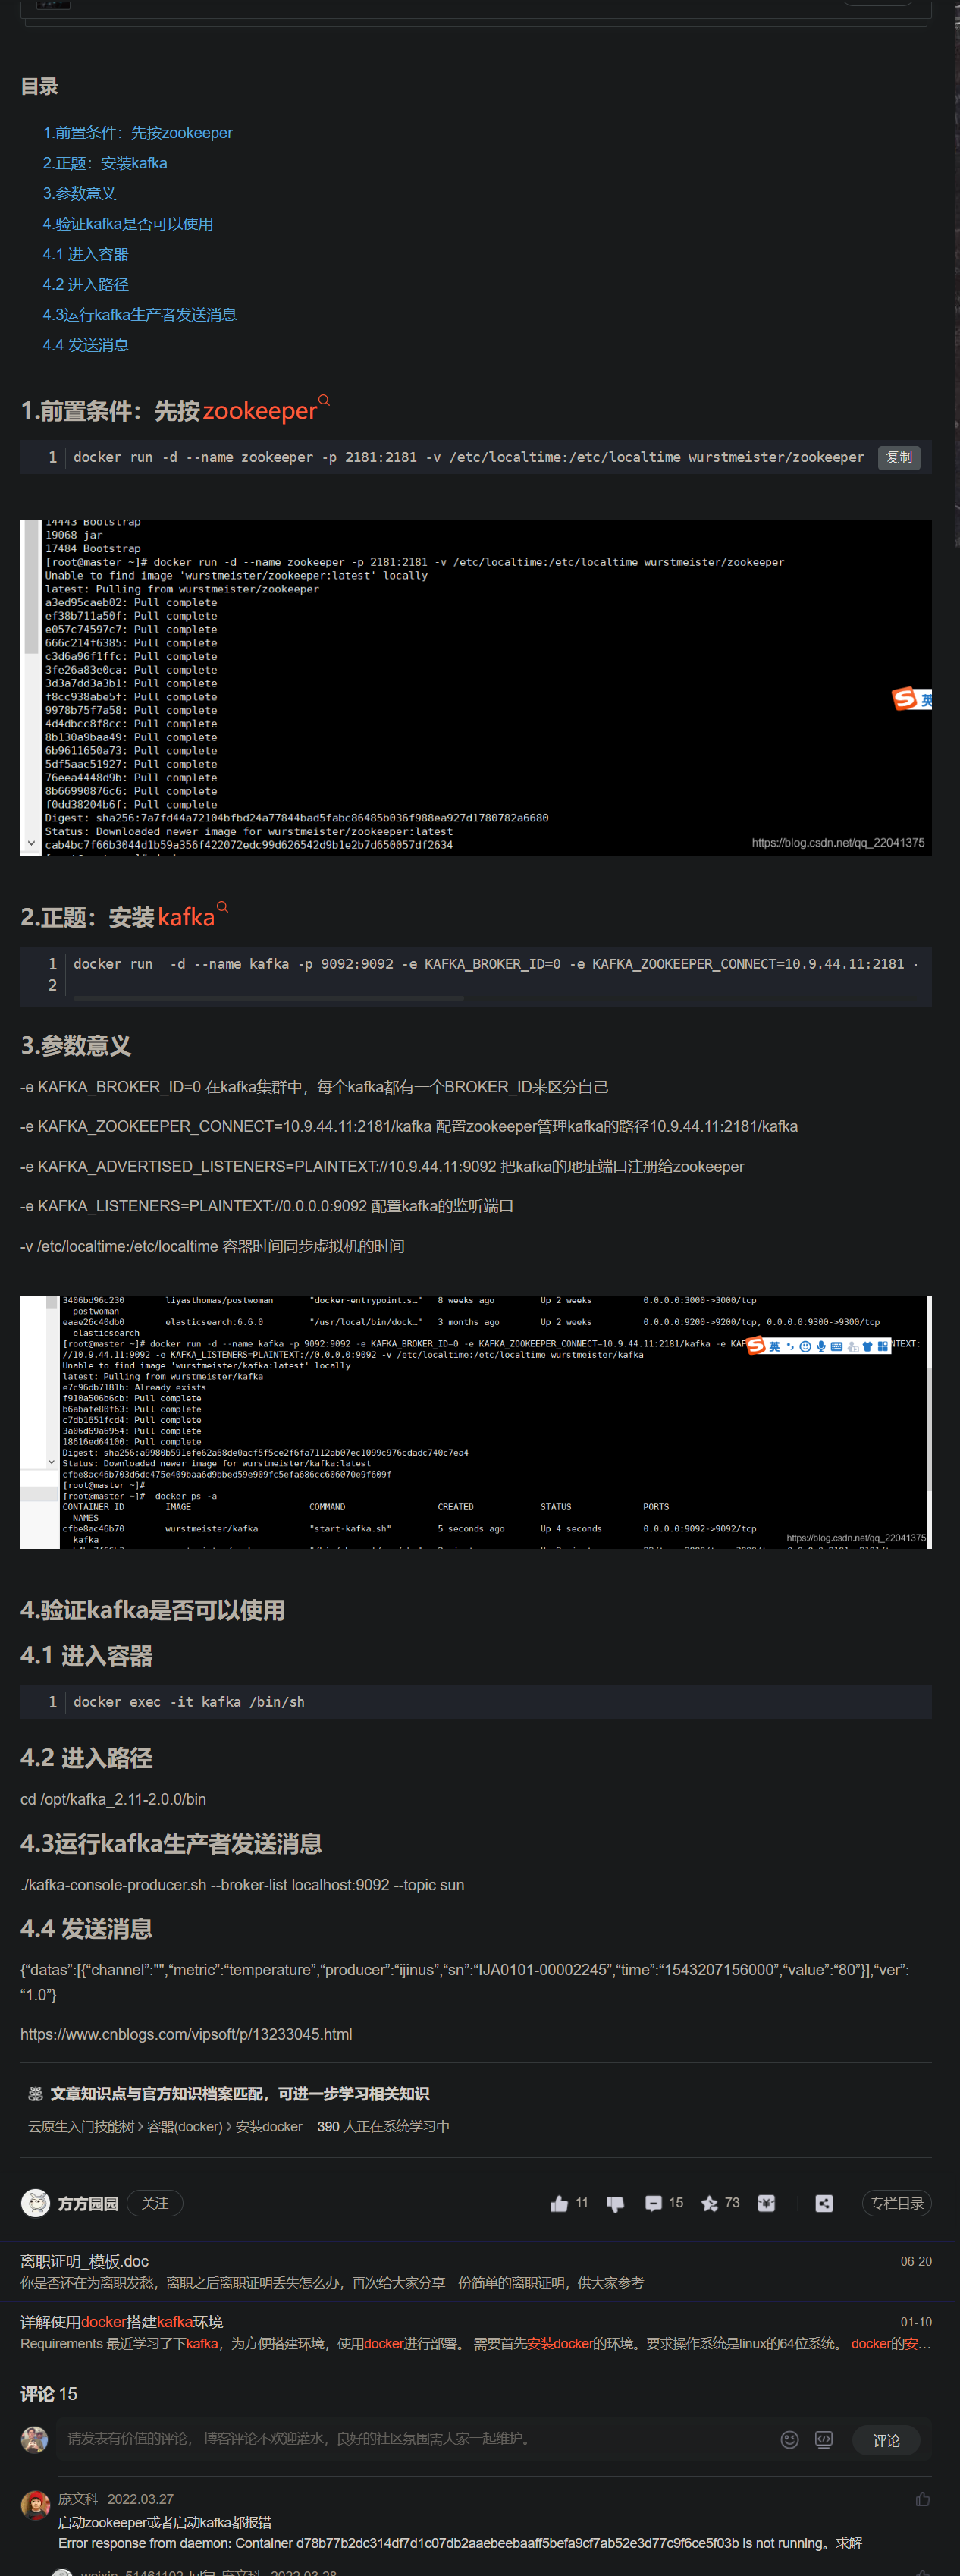 目录
1.前置条件：先按zookeeper
2.正题：安装kafka
3.参数意义
4.验证kafka是否可以使用
4.1 进入容器
4.2 进入路径
4.3运行kafka生产者发送消息
4.4 发送消息
1.前置条件：先按zookeeper
1 docker run -d --name zookeeper -p 2181:2181 -v /etc/localtime:/etc/localtime wurstmeister/zookeeper 复制
14443 Bootstrap
19068 jar
17484 Bootstrap
[root@master ~]# docker run -d --name zookeeper -p 2181:2181 -v /etc/localtime:/etc/localtime wurstmeister/zookeeper
Unable to find image 'wurstmeister/zookeeper:latest' locally
latest: Pulling from wurstmeister/zookeeper
a3ed95caeb02: Pull complete
ef38b711a50f: Pull complete
e057c74597c7: Pull complete
666c214f6385: Pull complete
c3d6a96f1ffc: Pull complete
3fe26a83e0ca: Pull complete
3d3a7dd3a3b1: Pull complete
f8cc938abe5f: Pull complete
9978b75f7a58: Pull complete
4d4dbcc8f8cc: Pull complete
8b130a9baa49: Pull complete
6b9611650a73: Pull complete
5df5aac51927: Pull complete
76eea4448d9b: Pull complete
8b66990876c6: Pull complete
f0dd38204b6f: Pull complete
Digest: sha256:7a7fd44a72104bfbd24a77844bad5fabc86485b036f988ea927d1780782a6680
Status: Downloaded newer image for wurstmeister/zookeeper:latest
cab4bc7f66b3044d1b59a356f422072edc99d626542d9b1e2b7d650057df2634
https://blog.csdn.net/qq_22041375
英
2.正题：安装kafka
1 docker run  -d --name kafka -p 9092:9092 -e KAFKA_BROKER_ID=0 -e KAFKA_ZOOKEEPER_CONNECT=10.9.44.11:2181 -
2
3.参数意义
-e KAFKA_BROKER_ID=0 在kafka集群中，每个kafka都有一个BROKER_ID来区分自己
-e KAFKA_ZOOKEEPER_CONNECT=10.9.44.11:2181/kafka 配置zookeeper管理kafka的路径10.9.44.11:2181/kafka
-e KAFKA_ADVERTISED_LISTENERS=PLAINTEXT://10.9.44.11:9092 把kafka的地址端口注册给zookeeper
-e KAFKA_LISTENERS=PLAINTEXT://0.0.0.0:9092 配置kafka的监听端口
-v /etc/localtime:/etc/localtime 容器时间同步虚拟机的时间
3406bd96c230 liyasthomas/postwoman "docker-entrypoint.s…" 8 weeks ago Up 2 weeks 0.0.0.0:3000->3000/tcp
postwoman
eaae26c40db0 elasticsearch:6.6.0 "/usr/local/bin/dock…" 3 months ago Up 2 weeks 0.0.0.0:9200->9200/tcp, 0.0.0.0:9300->9300/tcp
elasticsearch
[root@master ~]# docker run -d --name kafka -p 9092:9092 -e KAFKA_BROKER_ID=0 -e KAFKA_ZOOKEEPER_CONNECT=10.9.44.11:2181/kafka -e KAF 英 NTEXT:
//10.9.44.11:9092 -e KAFKA_LISTENERS=PLAINTEXT://0.0.0.0:9092 -v /etc/localtime:/etc/localtime wurstmeister/kafka
Unable to find image 'wurstmeister/kafka:latest' locally
latest: Pulling from wurstmeister/kafka
e7c96db7181b: Already exists
f910a506b6cb: Pull complete
b6abafe80f63: Pull complete
c7db1651fcd4: Pull complete
3a06d69a6954: Pull complete
18616ed64100: Pull complete
Digest: sha256:a9980b591efe62a68de0acf5f5ce2f6fa7112ab07ec1099c976cdadc740c7ea4
Status: Downloaded newer image for wurstmeister/kafka:latest
cfbe8ac46b703d6dc475e409baa6d9bbed59e909fc5efa686cc606070e9f609f
[root@master ~]#
[root@master ~]#  docker ps -a
CONTAINER ID IMAGE COMMAND CREATED STATUS PORTS
NAMES
cfbe8ac46b70 wurstmeister/kafka "start-kafka.sh" 5 seconds ago Up 4 seconds 0.0.0.0:9092->9092/tcp
kafka
https://blog.csdn.net/qq_22041375
4.验证kafka是否可以使用
4.1 进入容器
1 docker exec -it kafka /bin/sh
4.2 进入路径
cd /opt/kafka_2.11-2.0.0/bin
4.3运行kafka生产者发送消息
./kafka-console-producer.sh --broker-list localhost:9092 --topic sun
4.4 发送消息
{“datas”:[{“channel”:"",“metric”:“temperature”,“producer”:“ijinus”,“sn”:“IJA0101-00002245”,“time”:“1543207156000”,“value”:“80”}],“ver”:
“1.0”}
https://www.cnblogs.com/vipsoft/p/13233045.html
文章知识点与官方知识档案匹配，可进一步学习相关知识
云原生入门技能树 容器(docker) 安装docker 390 人正在系统学习中
方方园园 关注 11 15 73 专栏目录
离职证明_模板.doc 06-20
你是否还在为离职发愁，离职之后离职证明丢失怎么办，再次给大家分享一份简单的离职证明，供大家参考
详解使用docker搭建kafka环境 01-10
Requirements 最近学习了下kafka，为方便搭建环境，使用docker进行部署。 需要首先安装docker的环境。要求操作系统是linux的64位系统。 docker的安…
评论 15
请发表有价值的评论， 博客评论不欢迎灌水，良好的社区氛围需大家一起维护。 评论
庞文科 2022.03.27
启动zookeeper或者启动kafka都报错
Error response from daemon: Container d78b77b2dc314df7d1c07db2aaebeebaaff5befa9cf7ab52e3d77c9f6ce5f03b is not running。求解
weixin_51461102 回复 庞文科 2022.03.28